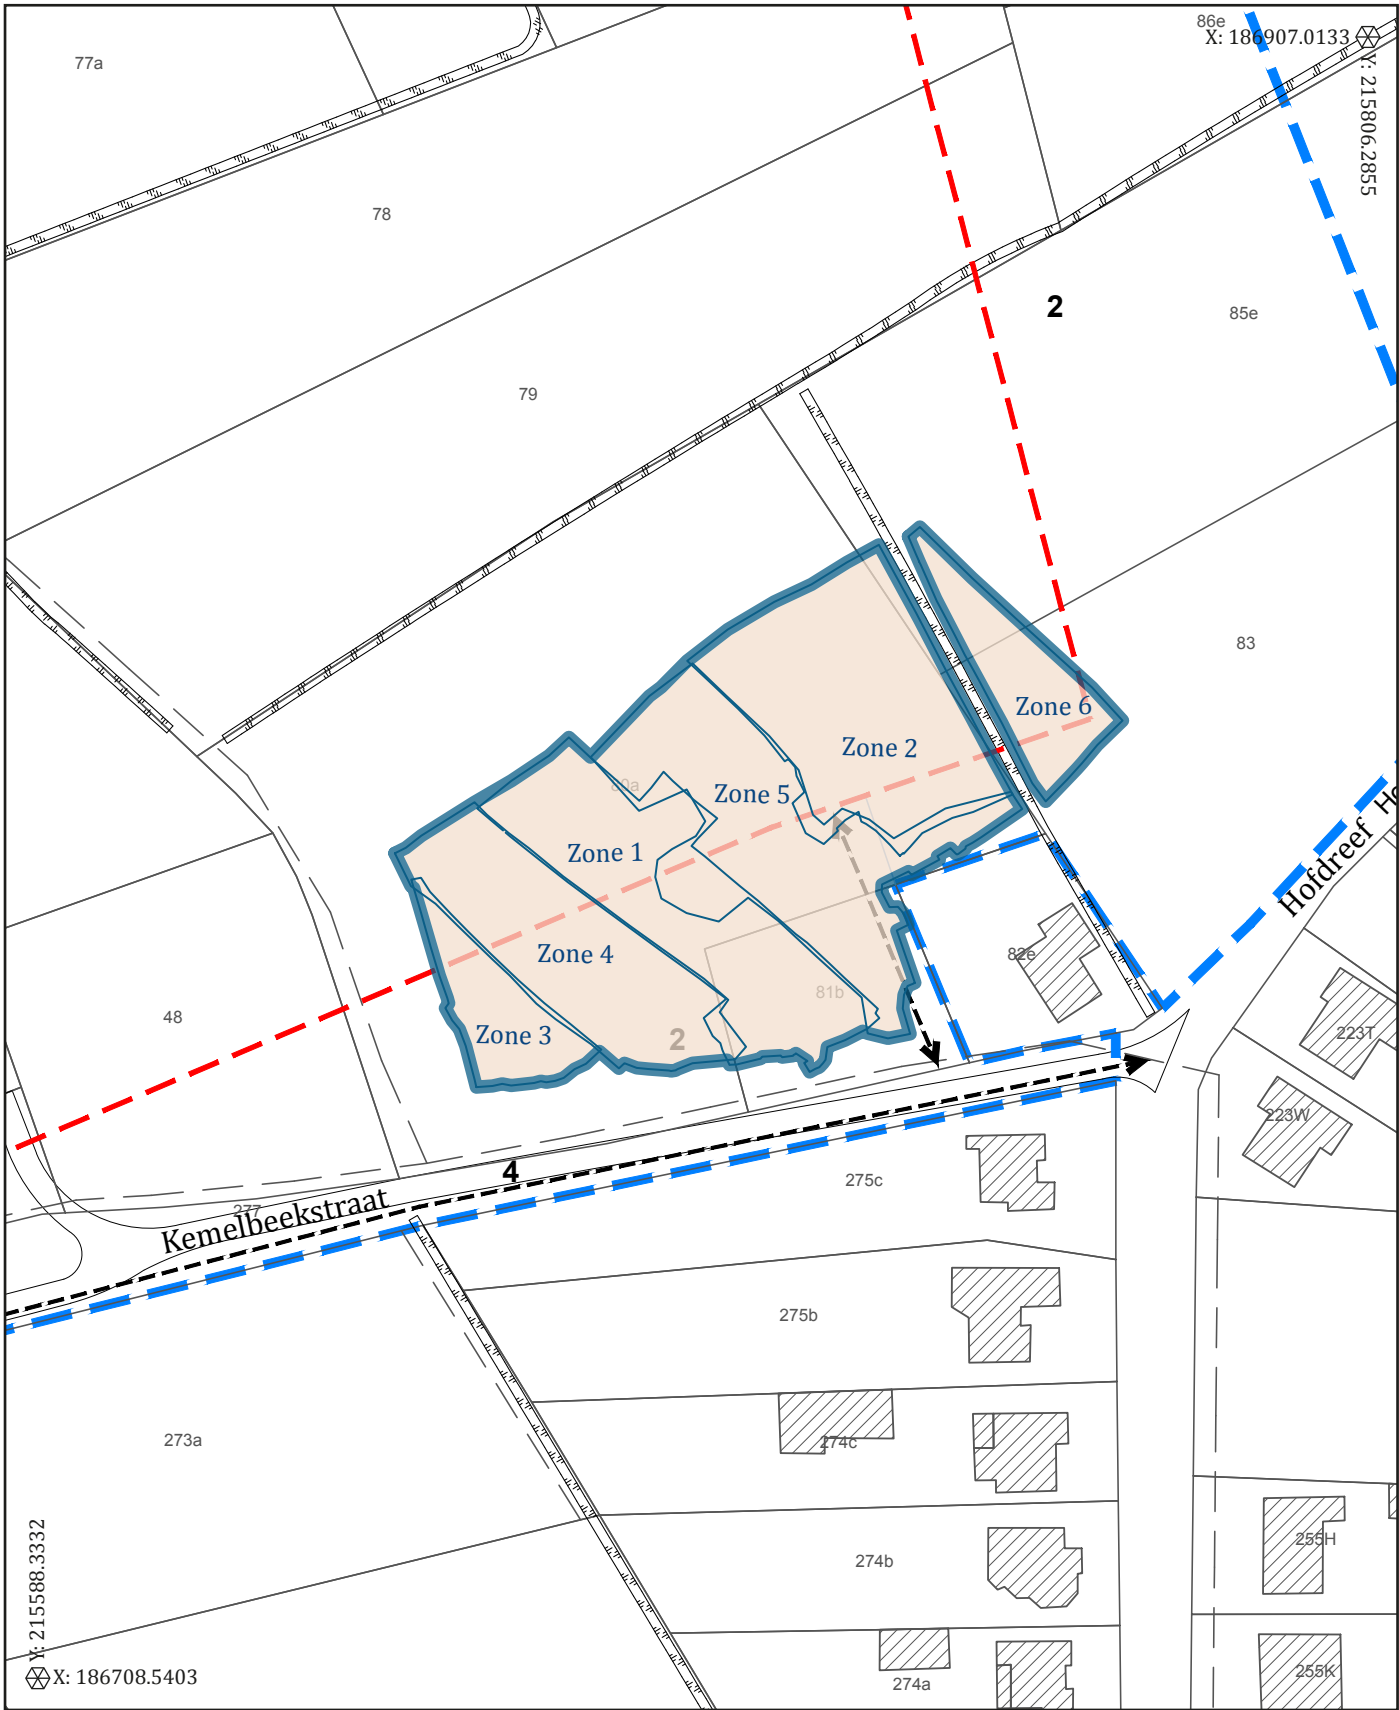 86e
X: 186907.0133
Y: 215806.2855
77a
78
2
85e
79
83
Zone 6
Zone 2
80a
Zone 5
Zone 1
Hofdreef
Zone 4
82e
81b
48
Zone 3
2
223T
223W
4
275c
277
Kemelbeekstraat
275b
273a
274c
255H
274b
Y: 215588.3332
X: 186708.5403
255K
274a